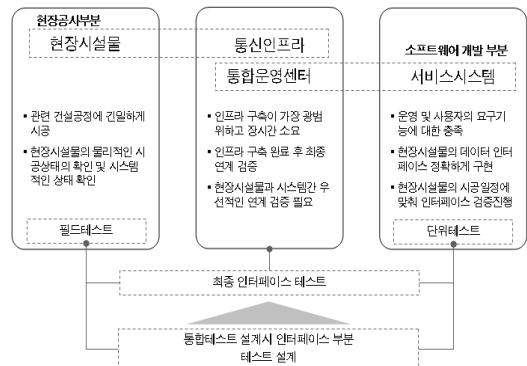 현장공사부분
현장시설물
통신인프라
통합운영센터
소프트웨어 개발 부분
서비스시스템
▪ 관련 건설공정에 긴밀하게
시공
▪ 현장시설물의 물리적인 시
공상태의 확인 및 시스템
적인 상태 확인
필드테스트
▪ 인프라 구축이 가장 광범
위하고 장시간 소요
▪ 인프라 구축 완료 후 최종
연계 검증
▪ 현장시설물과 시스템간 우
선적인 연계 검증 필요
▪ 운영 및 사용자의 요구기
능에 대한 충족
▪ 현장시설물의 데이터 인터
페이스 정확하게 구현
▪ 현장시설물의 시공일정에
맞춰 인터페이스 검증진행
단위테스트
최종 인터페이스 테스트
통합테스트 설계시 인터페이스 부분
테스트 설계